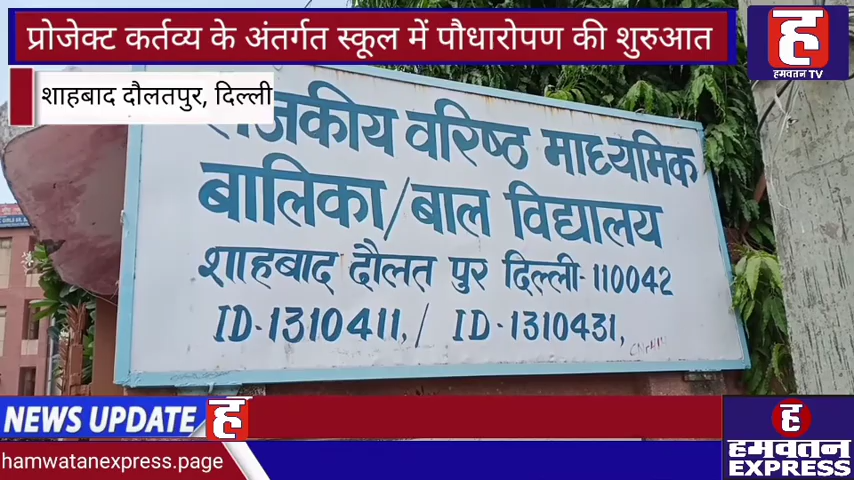 प्रोजेक्ट कर्तव्य के अंतर्गत स्कूल में पौधारोपण की शुरुआत
ह
हमवतन TV
शाहबाद दौलतपुर, दिल्ली
वरिष्ठ माध्यमिक
बालिका/बाल विद्यालय
शाहबाद दौलत पुर दिल्ली-110042
ID-1310411,/ ID-1310431,
NEWS UPDATE
ह
ह
हमवतन
EXPRESS
hamwatanexpress.page